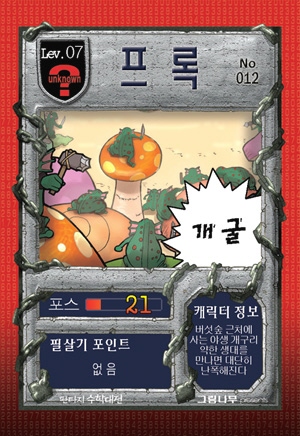 Lev.07
unknown
?
프록
No
012
개굴
포스
21
필살기 포인트
없음
캐릭터 정보
버섯 숲 근처에
사는 야생 개구리
약한 생대를
만나면 대단히
난폭해진다
판타지 수학대전
그림나무